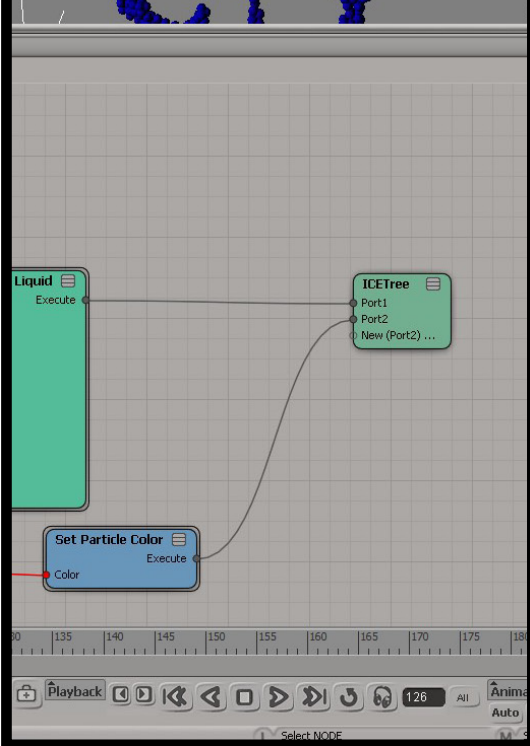 Liquid
Execute
ICETree
Port1
Port2
New (Port2) ...
Set Particle Color
Execute
Color
135 140 145 150 155 160 165 170 175
Playback
126
All
Auto
Select NODE
M